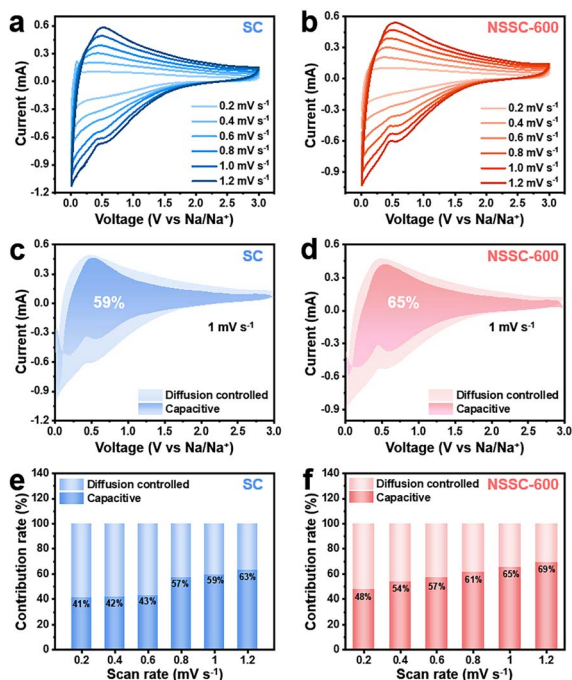 a
SC
0.6
0.3
0.0
-0.3
-0.6
-0.9
-1.2
Current (mA)
0.2 mV s⁻¹
0.4 mV s⁻¹
0.6 mV s⁻¹
0.8 mV s⁻¹
1.0 mV s⁻¹
1.2 mV s⁻¹
0.0 0.5 1.0 1.5 2.0 2.5 3.0
Voltage (V vs Na/Na⁺)
b
NSSC-600
0.6
0.3
0.0
-0.3
-0.6
-0.9
Current (mA)
0.2 mV s⁻¹
0.4 mV s⁻¹
0.6 mV s⁻¹
0.8 mV s⁻¹
1.0 mV s⁻¹
1.2 mV s⁻¹
0.0 0.5 1.0 1.5 2.0 2.5 3.0
Voltage (V vs Na/Na⁺)
c
SC
0.6
0.3
0.0
-0.3
-0.6
-0.9
-1.2
Current (mA)
59%
1 mV s⁻¹
Diffusion controlled
Capacitive
0.0 0.5 1.0 1.5 2.0 2.5 3.0
Voltage (V vs Na/Na⁺)
d
NSSC-600
0.6
0.3
0.0
-0.3
-0.6
-0.9
Current (mA)
65%
1 mV s⁻¹
Diffusion controlled
Capacitive
0.0 0.5 1.0 1.5 2.0 2.5 3.0
Voltage (V vs Na/Na⁺)
e
SC
140
120
100
80
60
40
20
0
Contribution rate (%)
Diffusion controlled
Capacitive
41% 42% 43% 57% 59% 63%
0.2 0.4 0.6 0.8 1 1.2
Scan rate (mV s⁻¹)
f
NSSC-600
140
120
100
80
60
40
20
0
Contribution rate (%)
Diffusion controlled
Capacitive
48% 54% 57% 61% 65% 69%
0.2 0.4 0.6 0.8 1 1.2
Scan rate (mV s⁻¹)